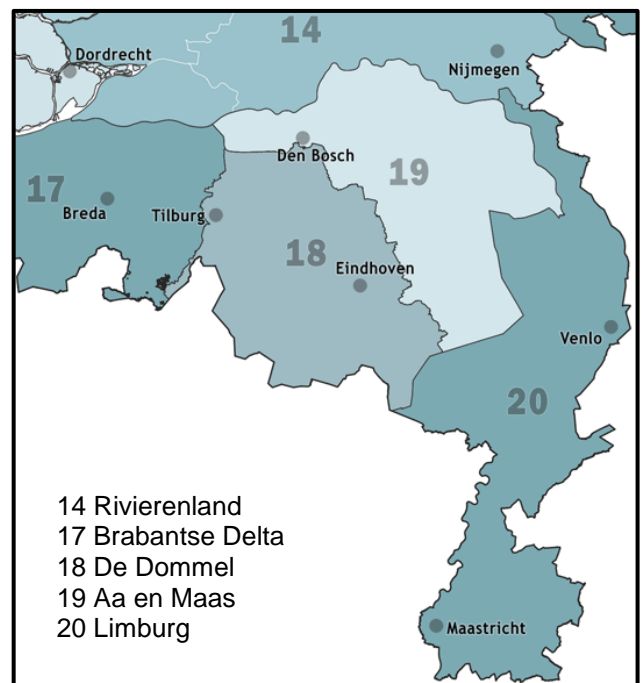 14
Dordrecht
Nijmegen
Den Bosch
19
17
Breda
Tilburg
18
Eindhoven
Venlo
20
14 Rivierenland
17 Brabantse Delta
18 De Dommel
19 Aa en Maas
20 Limburg
Maastricht